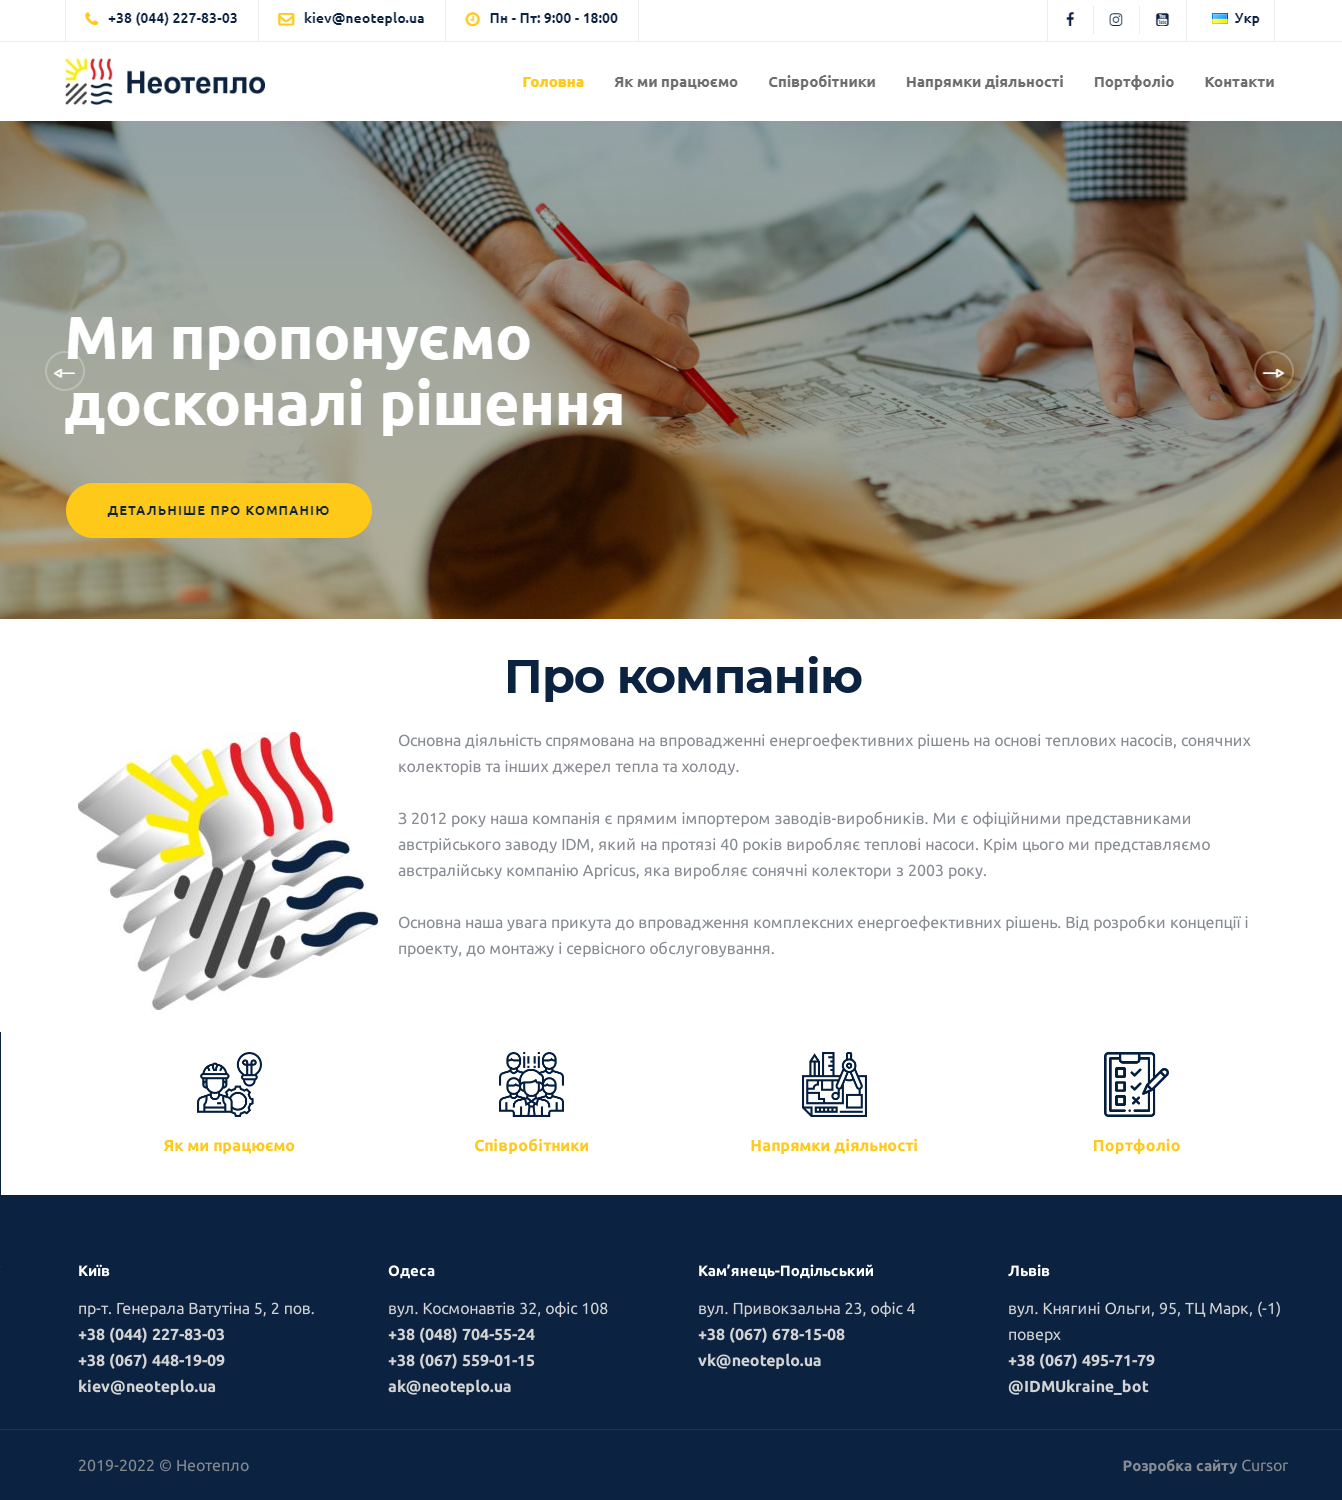 +38 (044) 227-83-03
kiev@neoteplo.ua
Пн - Пт: 9:00 - 18:00
Укр
Неотепло
Головна
Як ми працюємо
Співробітники
Напрямки діяльності
Портфоліо
Контакти
Ми пропонуємо
досконалі рішення
ДЕТАЛЬНІШЕ ПРО КОМПАНІЮ
Про компанію
Основна діяльність спрямована на впровадженні енергоефективних рішень на основі теплових насосів, сонячних
колекторів та інших джерел тепла та холоду.
З 2012 року наша компанія є прямим імпортером заводів-виробників. Ми є офіційними представниками
австрійського заводу IDM, який на протязі 40 років виробляє теплові насоси. Крім цього ми представляємо
австралійську компанію Apricus, яка виробляє сонячні колектори з 2003 року.
Основна наша увага прикута до впровадження комплексних енергоефективних рішень. Від розробки концепції і
проекту, до монтажу і сервісного обслуговування.
Як ми працюємо
Співробітники
Напрямки діяльності
Портфоліо
Київ
пр-т. Генерала Ватутіна 5, 2 пов.
+38 (044) 227-83-03
+38 (067) 448-19-09
kiev@neoteplo.ua
Одеса
вул. Космонавтів 32, офіс 108
+38 (048) 704-55-24
+38 (067) 559-01-15
ak@neoteplo.ua
Кам’янець-Подільський
вул. Привокзальна 23, офіс 4
+38 (067) 678-15-08
vk@neoteplo.ua
Львів
вул. Княгині Ольги, 95, ТЦ Марк, (-1)
поверх
+38 (067) 495-71-79
@IDMUkraine_bot
2019-2022 © Неотепло
Розробка сайту Cursor